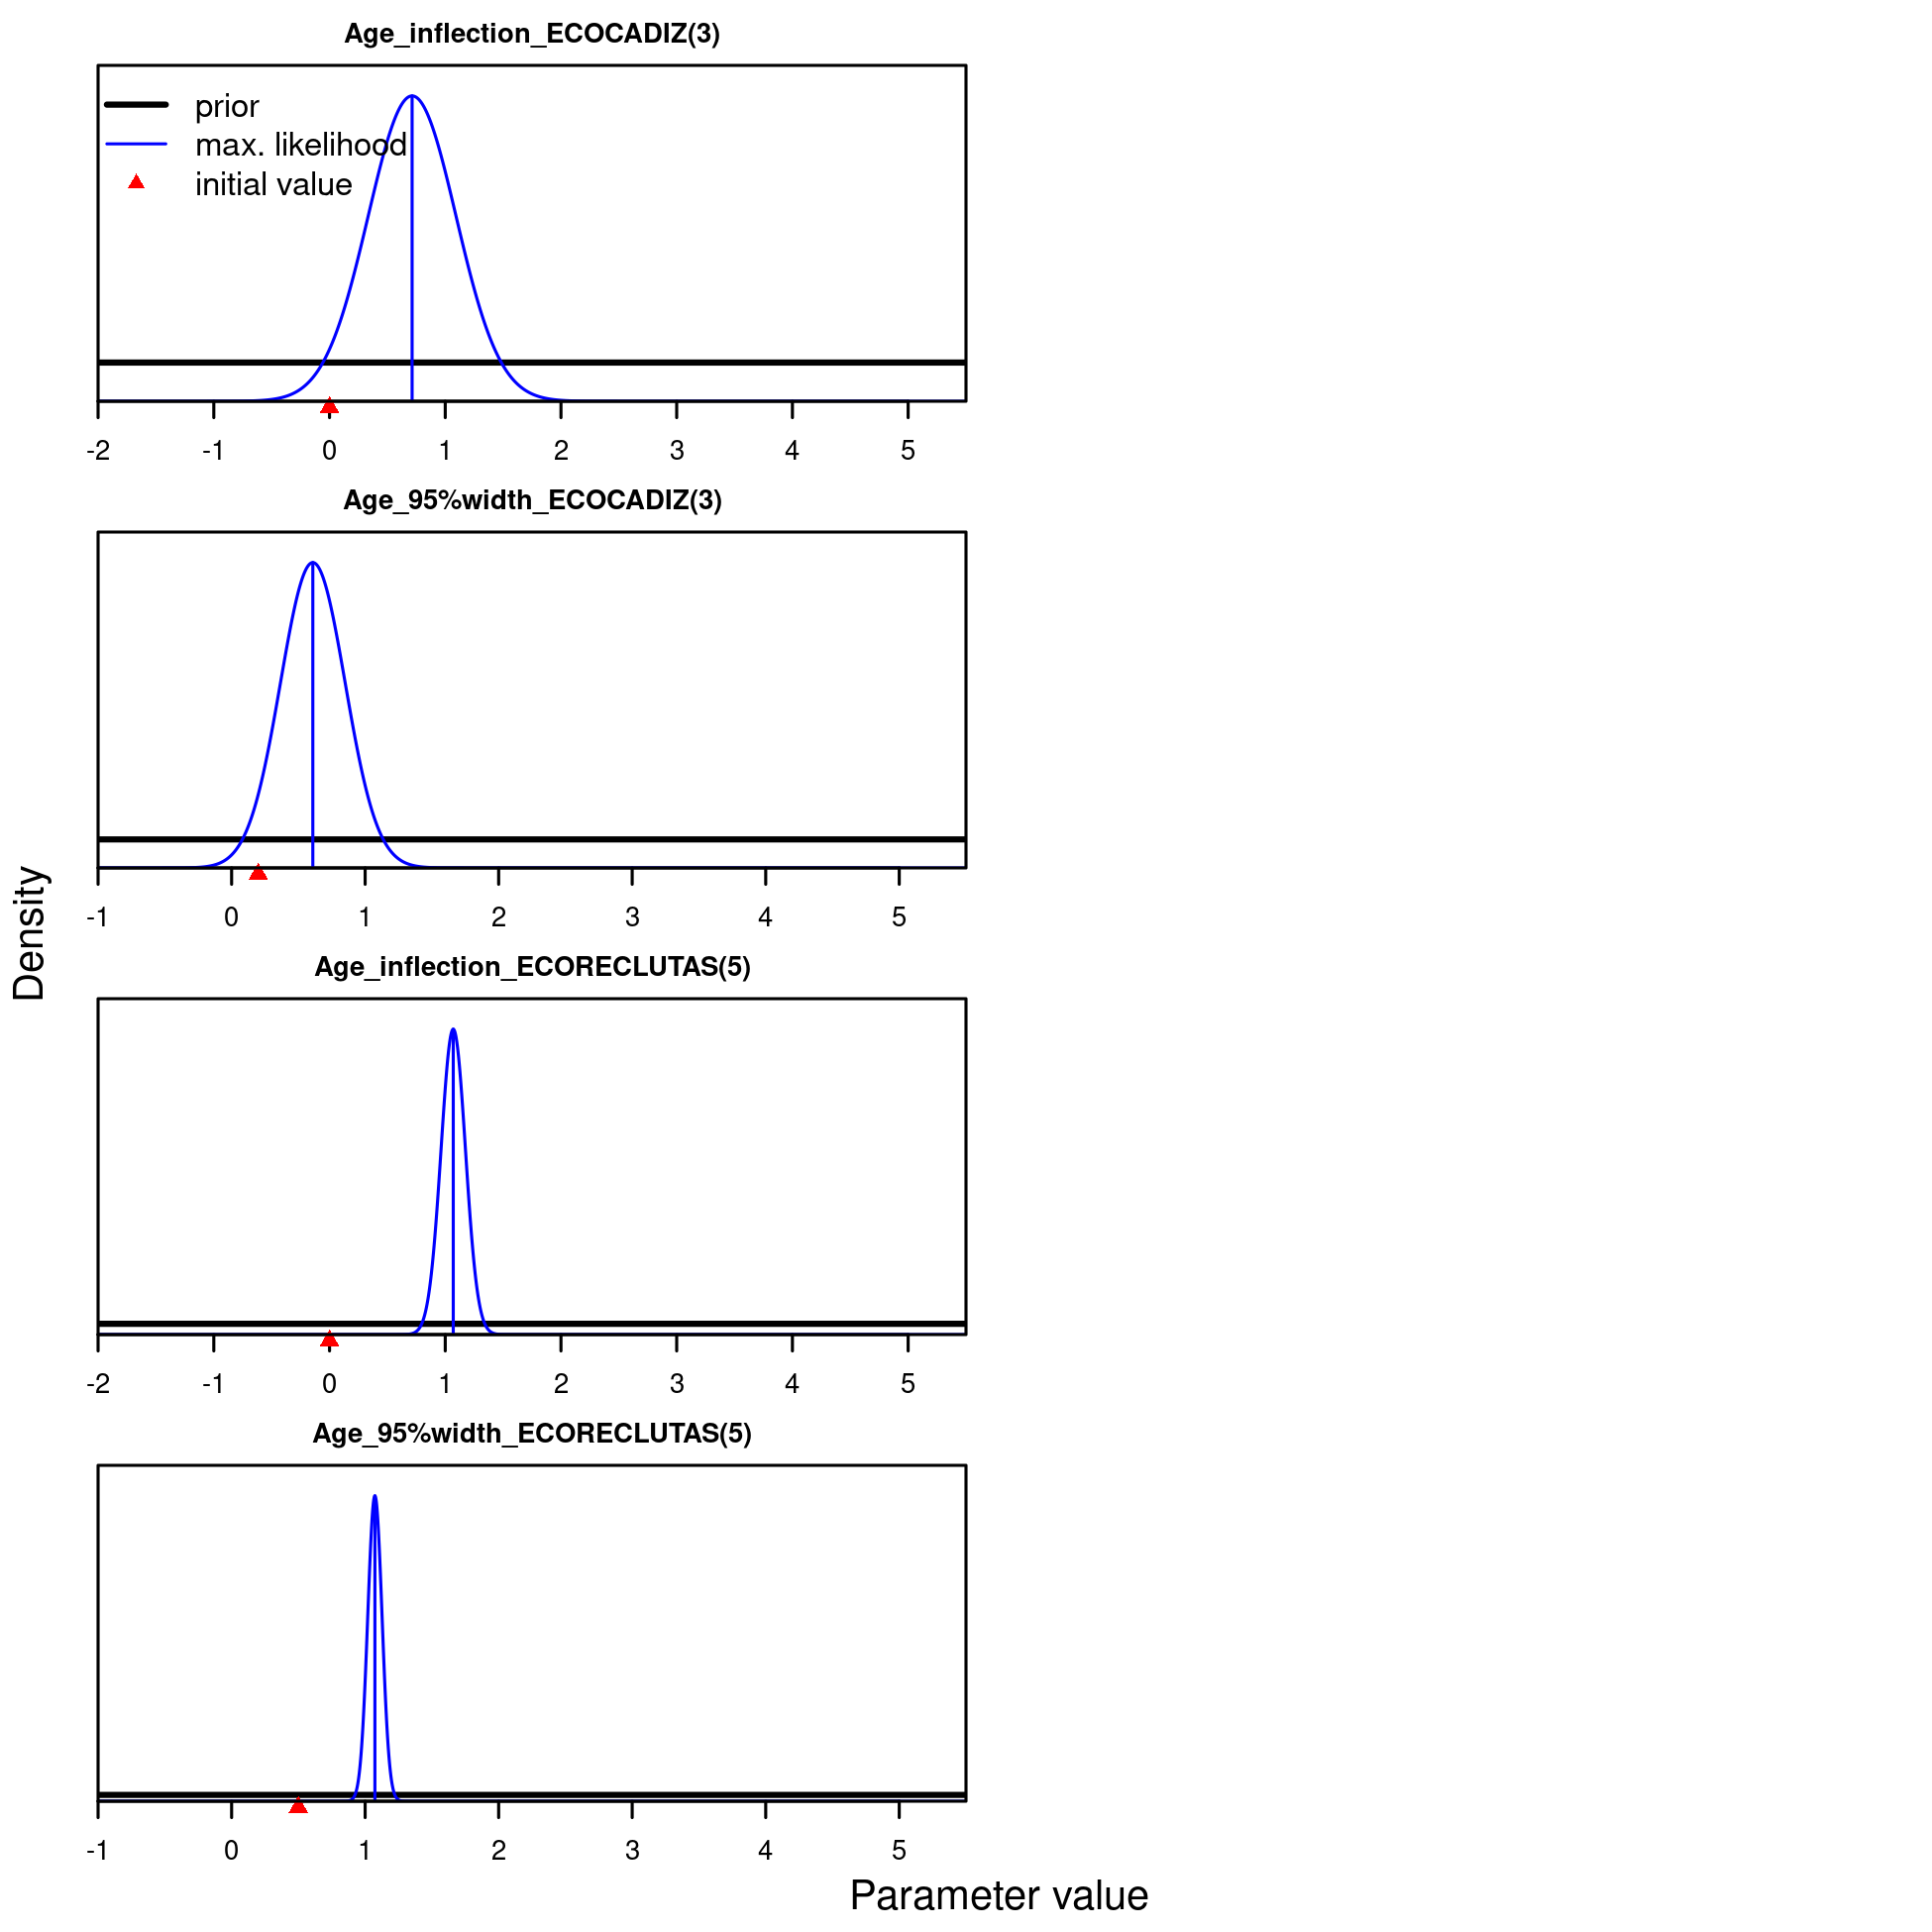 Age_inflection_ECOCADIZ(3)
prior
max. likelihood
initial value
-2 -1 0 1 2 3 4 5
Age_95%width_ECOCADIZ(3)
-1 0 1 2 3 4 5
Density
Age_inflection_ECORECLUTAS(5)
-2 -1 0 1 2 3 4 5
Age_95%width_ECORECLUTAS(5)
-1 0 1 2 3 4 5
Parameter value